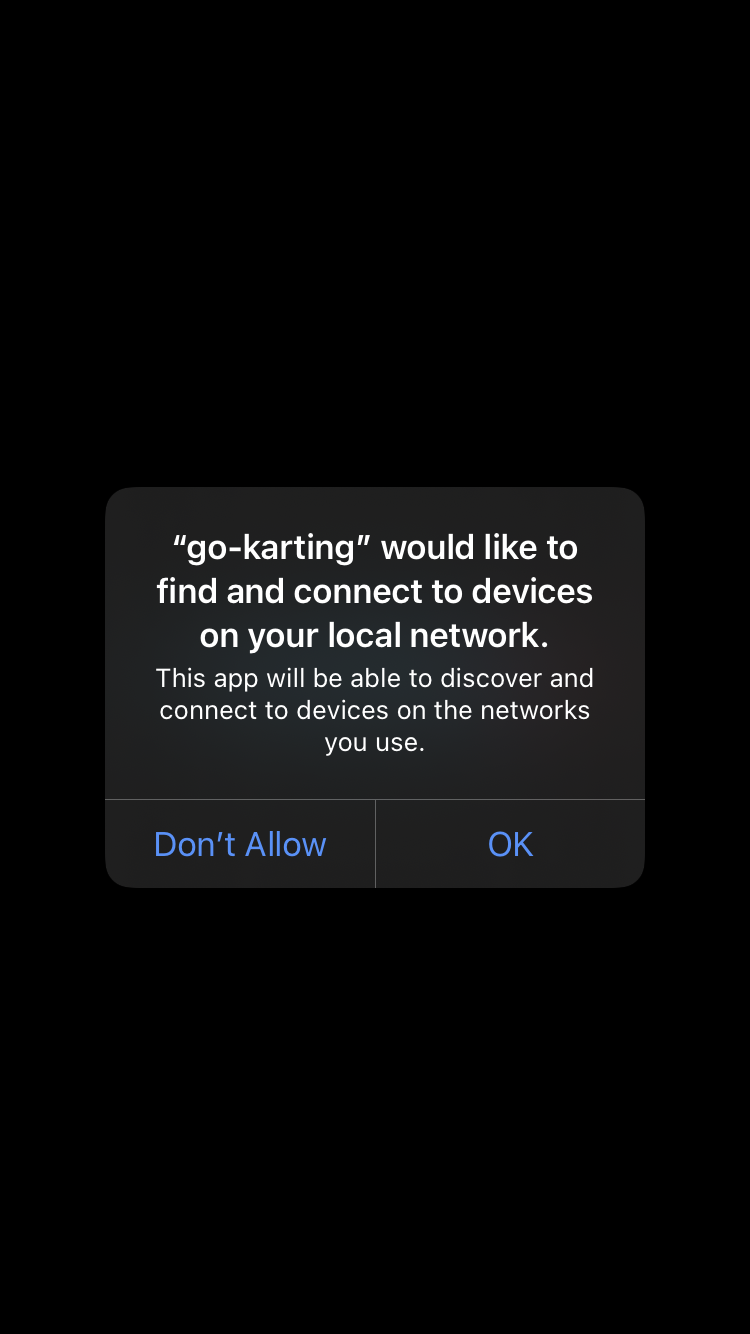 “go-karting” would like to
find and connect to devices
on your local network.
This app will be able to discover and
connect to devices on the networks
you use.
Don’t Allow
OK